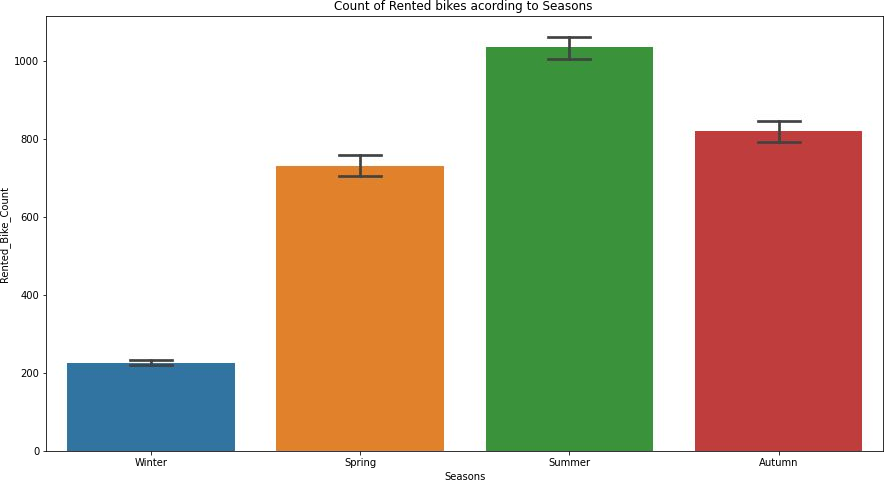 Count of Rented bikes acording to Seasons
Rented_Bike_Count
1000
800
600
400
200
0
Winter Spring Summer Autumn
Seasons